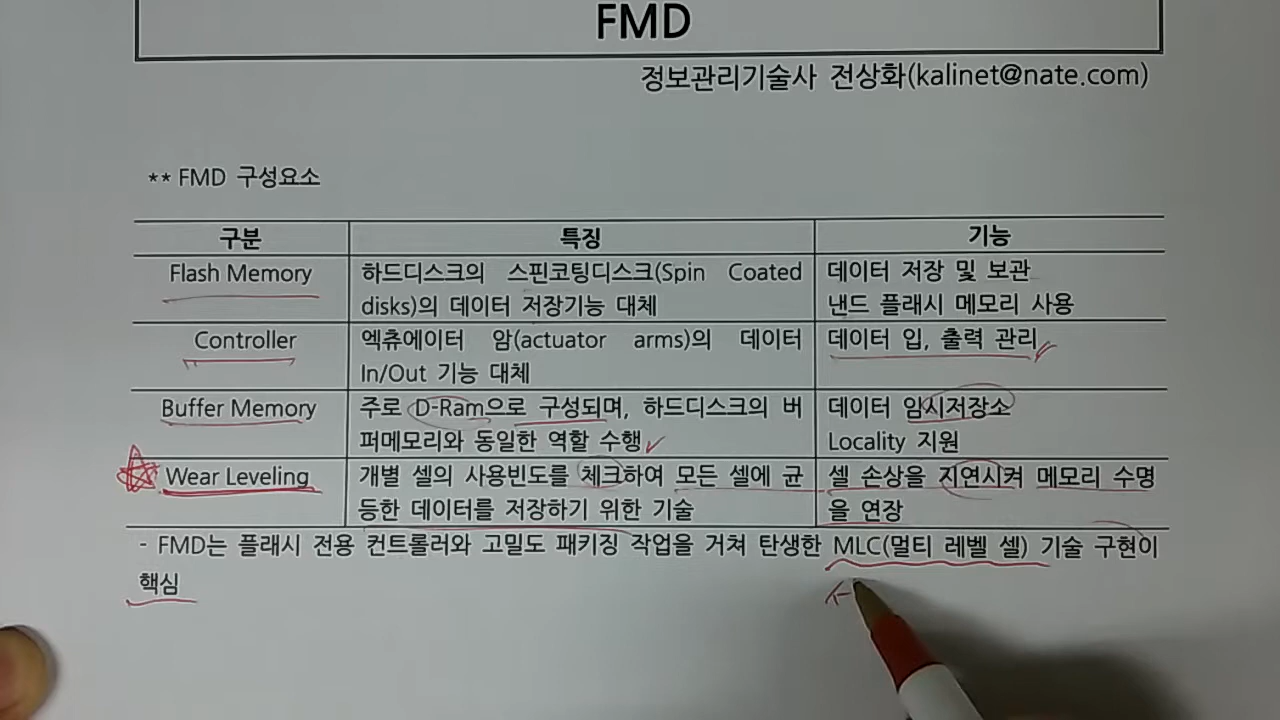 FMD
정보관리기술사 전상화(kalinet@nate.com)
** FMD 구성요소
구분 특징 기능
Flash Memory 하드디스크의 스핀코팅디스크(Spin Coated 데이터 저장 및 보관
disks)의 데이터 저장기능 대체 낸드 플래시 메모리 사용
Controller 엑츄에이터 암(actuator arms)의 데이터 데이터 입, 출력 관리
In/Out 기능 대체
Buffer Memory 주로 D-Ram으로 구성되며, 하드디스크의 버 데이터 임시저장소
퍼메모리와 동일한 역할 수행 Locality 지원
Wear Leveling 개별 셀의 사용빈도를 체크하여 모든 셀에 균 셀 손상을 지연시켜 메모리 수명
등한 데이터를 저장하기 위한 기술 을 연장
- FMD는 플래시 전용 컨트롤러와 고밀도 패키징 작업을 거쳐 탄생한 MLC(멀티 레벨 셀) 기술 구현이
핵심